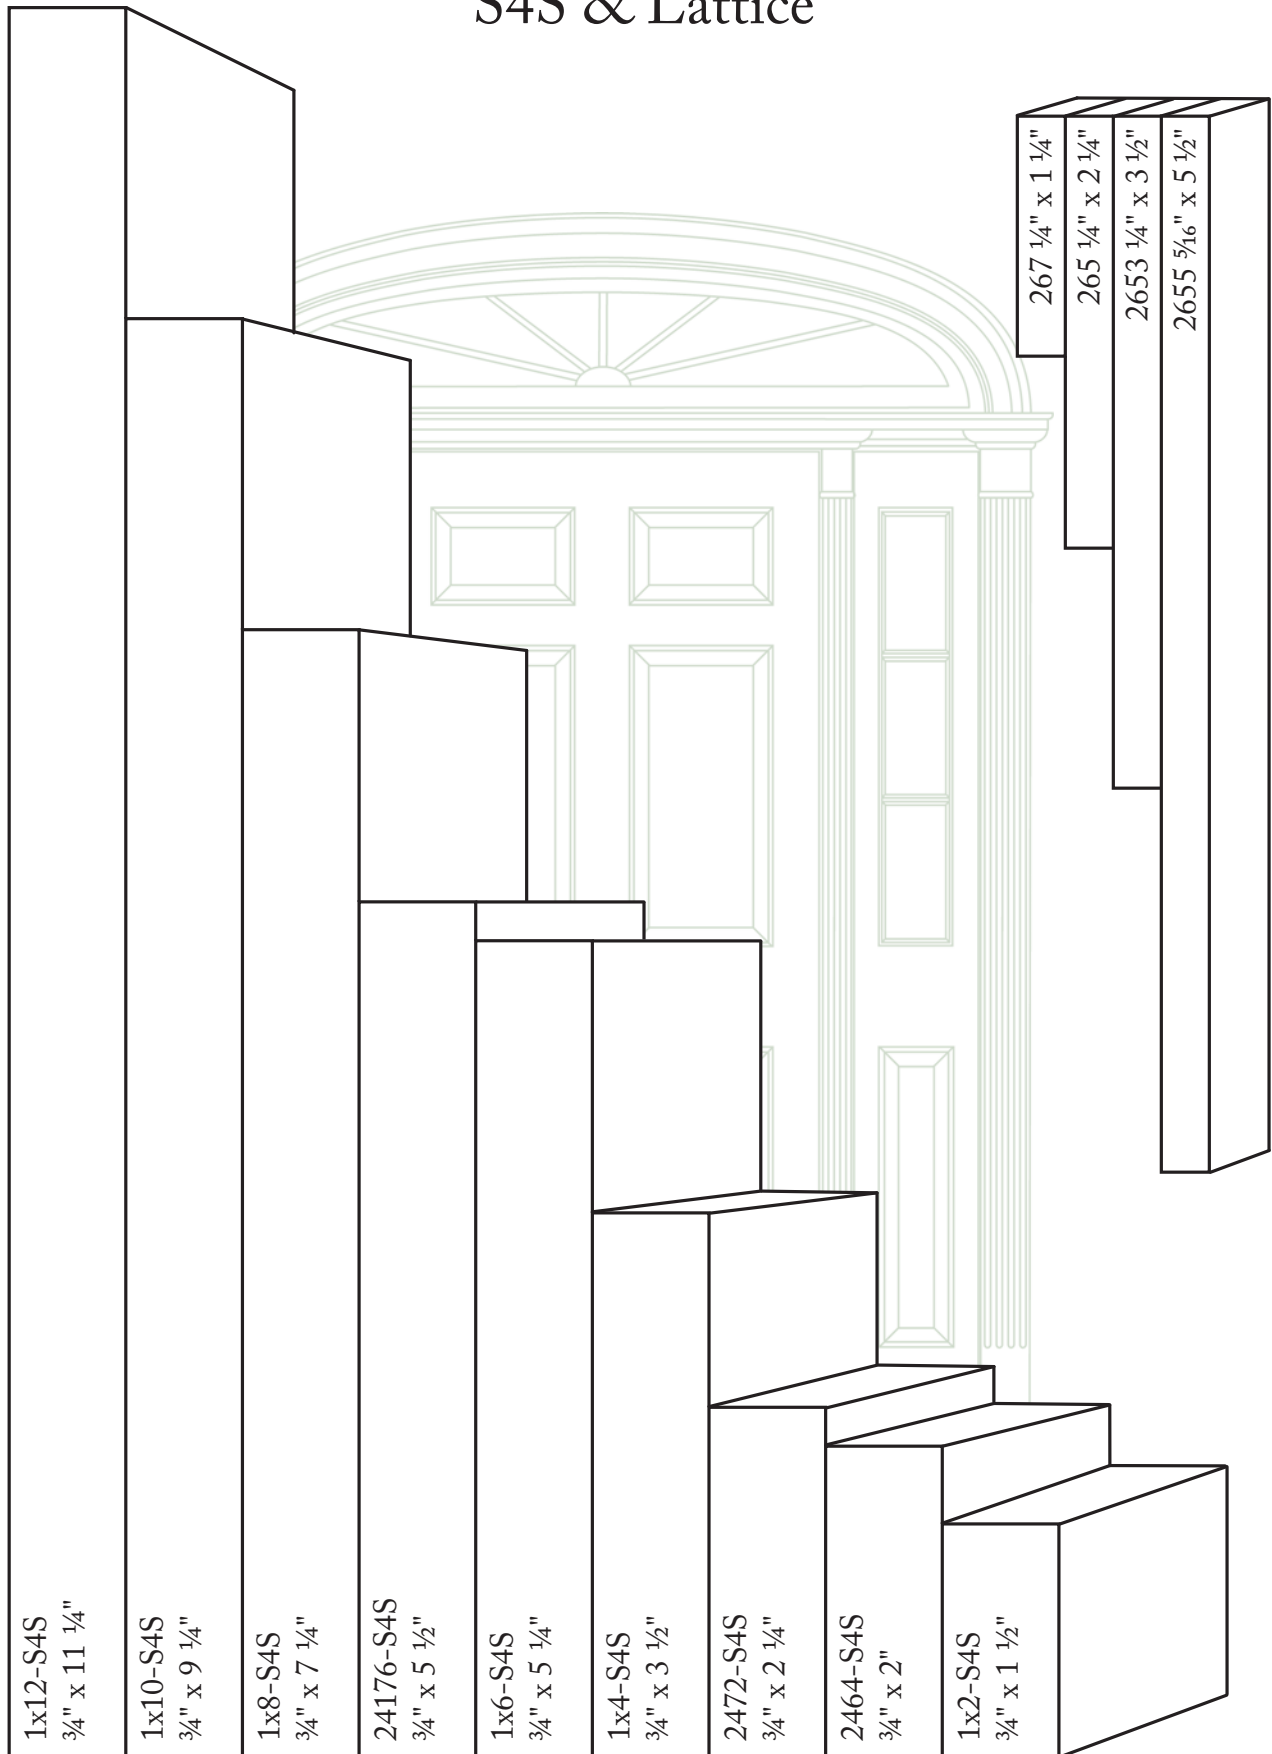 S4S & Lattice
267 ¼" x 1 ¼"
265 ¼" x 2 ¼"
2653 ¼" x 3 ½"
2655 ⁵⁄₁₆" x 5 ½"
1x12-S4S
¾" x 11 ¼"
1x10-S4S
¾" x 9 ¼"
1x8-S4S
¾" x 7 ¼"
24176-S4S
¾" x 5 ½"
1x6-S4S
¾" x 5 ¼"
1x4-S4S
¾" x 3 ½"
2472-S4S
¾" x 2 ¼"
2464-S4S
¾" x 2"
1x2-S4S
¾" x 1 ½"